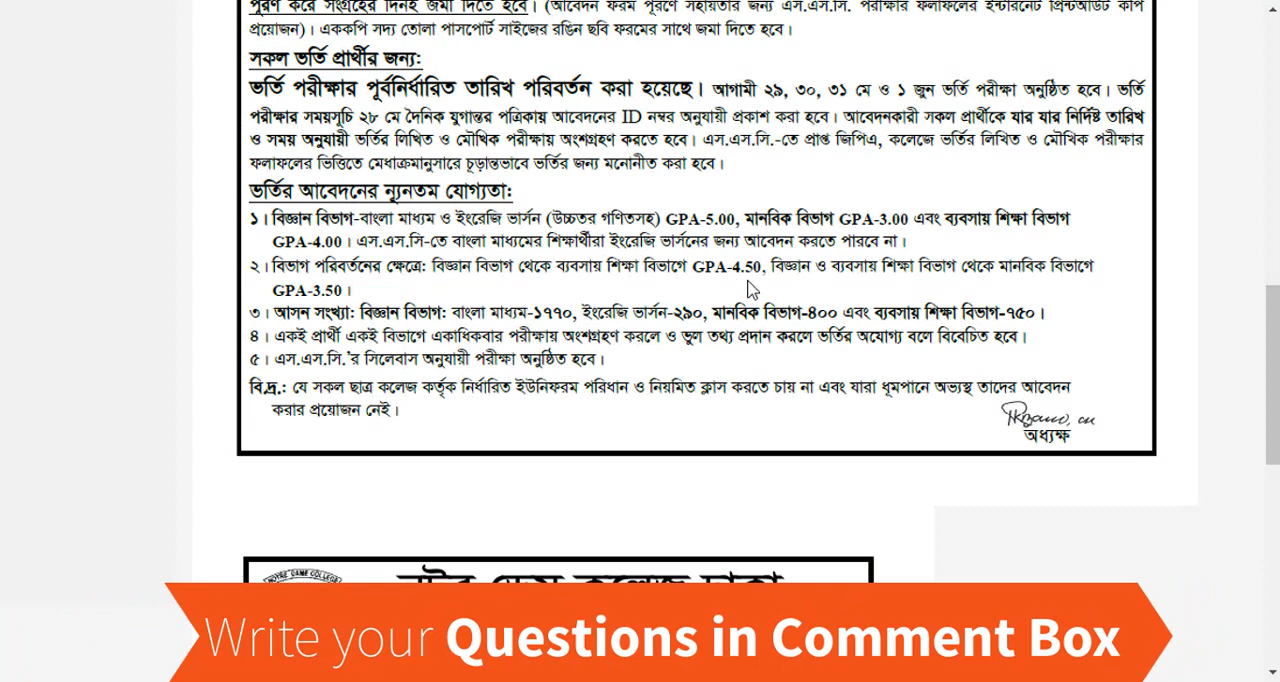 পূরণ করে সংগ্রহের দিনই জমা দিতে হবে। (আবেদন ফরম পূরণে সহায়তার জন্য এস.এস.সি. পরীক্ষার ফলাফলের ইন্টারনেট প্রিন্টআউট কপি
প্রয়োজন)। এককপি সদ্য তোলা পাসপোর্ট সাইজের রঙিন ছবি ফরমের সাথে জমা দিতে হবে।
সকল ভর্তি প্রার্থীর জন্য:
ভর্তি পরীক্ষার পূর্বনির্ধারিত তারিখ পরিবর্তন করা হয়েছে। আগামী ২৯, ৩০, ৩১ মে ও ১ জুন ভর্তি পরীক্ষা অনুষ্ঠিত হবে। ভর্তি
পরীক্ষার সময়সূচি ২৮ মে দৈনিক যুগান্তর পত্রিকায় আবেদনের ID নম্বর অনুযায়ী প্রকাশ করা হবে। আবেদনকারী সকল প্রার্থীকে যার যার নির্দিষ্ট তারিখ
ও সময় অনুযায়ী ভর্তির লিখিত ও মৌখিক পরীক্ষায় অংশগ্রহণ করতে হবে। এস.এস.সি.-তে প্রাপ্ত জিপিএ, কলেজে ভর্তির লিখিত ও মৌখিক পরীক্ষার
ফলাফলের ভিত্তিতে মেধাক্রমানুসারে চূড়ান্তভাবে ভর্তির জন্য মনোনীত করা হবে।
ভর্তির আবেদনের ন্যূনতম যোগ্যতা:
১। বিজ্ঞান বিভাগ-বাংলা মাধ্যম ও ইংরেজি ভার্সন (উচ্চতর গণিতসহ) GPA-5.00, মানবিক বিভাগ GPA-3.00 এবং ব্যবসায় শিক্ষা বিভাগ
GPA-4.00। এস.এস.সি-তে বাংলা মাধ্যমের শিক্ষার্থীরা ইংরেজি ভার্সনের জন্য আবেদন করতে পারবে না।
২। বিভাগ পরিবর্তনের ক্ষেত্রে: বিজ্ঞান বিভাগ থেকে ব্যবসায় শিক্ষা বিভাগে GPA-4.50, বিজ্ঞান ও ব্যবসায় শিক্ষা বিভাগ থেকে মানবিক বিভাগে
GPA-3.50।
৩। আসন সংখ্যা: বিজ্ঞান বিভাগ: বাংলা মাধ্যম-১৭৭০, ইংরেজি ভার্সন-২৯০, মানবিক বিভাগ-৪০০ এবং ব্যবসায় শিক্ষা বিভাগ-৭৫০।
৪। একই প্রার্থী একই বিভাগে একাধিকবার পরীক্ষায় অংশগ্রহণ করলে ও ভুল তথ্য প্রদান করলে ভর্তির অযোগ্য বলে বিবেচিত হবে।
৫। এস.এস.সি.'র সিলেবাস অনুযায়ী পরীক্ষা অনুষ্ঠিত হবে।
বি.দ্র.: যে সকল ছাত্র কলেজ কর্তৃক নির্ধারিত ইউনিফরম পরিধান ও নিয়মিত ক্লাস করতে চায় না এবং যারা ধূমপানে অভ্যস্ত তাদের আবেদন
করার প্রয়োজন নেই।
অধ্যক্ষ
NOTRE DAME COLLEGE
নটর ডেম কলেজ ঢাকা
Write your Questions in Comment Box